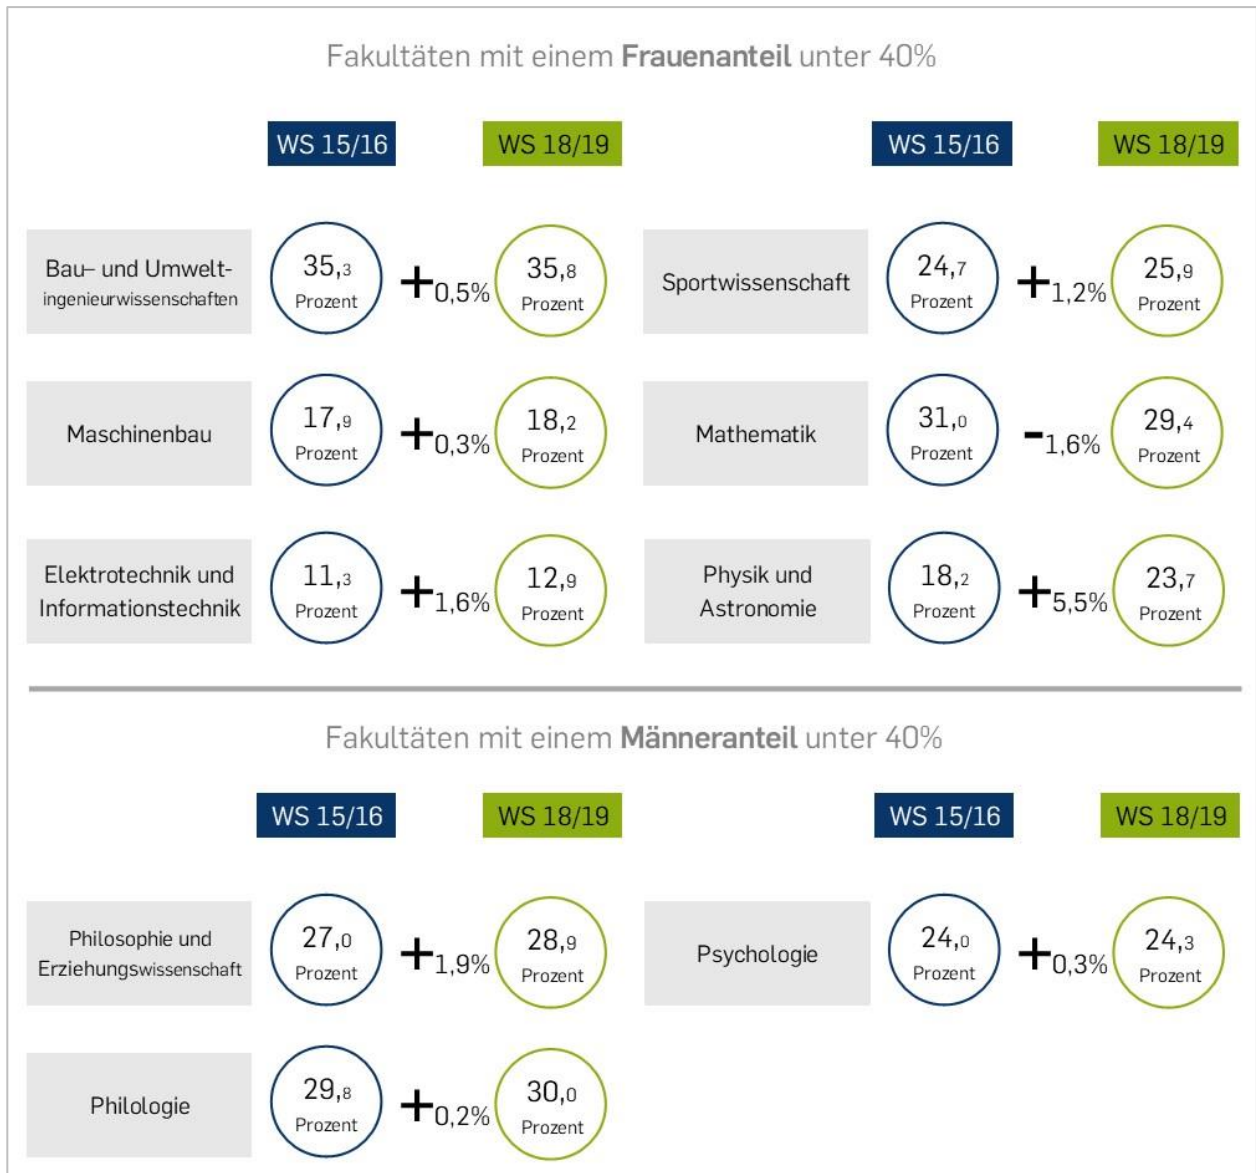 Fakultäten mit einem Frauenanteil unter 40%
WS 15/16
WS 18/19
WS 15/16
WS 18/19
Bau– und Umwelt-
ingenieurwissenschaften
35,3
Prozent
+0,5%
35,8
Prozent
Sportwissenschaft
24,7
Prozent
+1,2%
25,9
Prozent
Maschinenbau
17,9
Prozent
+0,3%
18,2
Prozent
Mathematik
31,0
Prozent
-1,6%
29,4
Prozent
Elektrotechnik und
Informationstechnik
11,3
Prozent
+1,6%
12,9
Prozent
Physik und
Astronomie
18,2
Prozent
+5,5%
23,7
Prozent
Fakultäten mit einem Männeranteil unter 40%
WS 15/16
WS 18/19
WS 15/16
WS 18/19
Philosophie und
Erziehungswissenschaft
27,0
Prozent
+1,9%
28,9
Prozent
Psychologie
24,0
Prozent
+0,3%
24,3
Prozent
Philologie
29,8
Prozent
+0,2%
30,0
Prozent